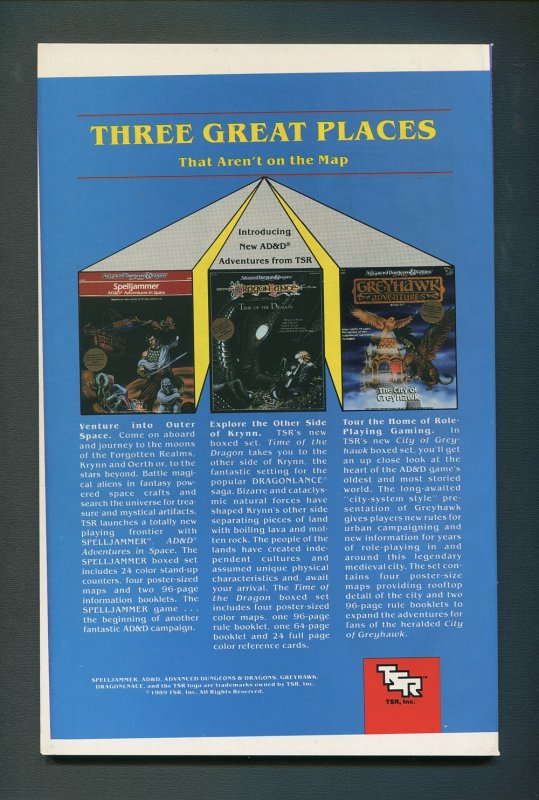 THREE GREAT PLACES
That Aren't on the Map
Introducing
New AD&D®
Adventures from TSR
Advanced Dungeons & Dragons
Spelljammer
AD&D Adventures in Space
Advanced Dungeons & Dragons
DRAGONLANCE
TIME OF THE DRAGON
Advanced Dungeons & Dragons
GREYHAWK
ADVENTURES
The City of
Greyhawk
Venture into Outer
Space. Come on aboard
and journey to the moons
of the Forgotten Realms,
Krynn and Oerth or, to the
stars beyond. Battle magi-
cal aliens in fantasy pow-
ered space crafts and
search the universe for trea-
sure and mystical artifacts.
TSR launches a totally new
playing frontier with
SPELLJAMMER™ AD&D
Adventures in Space. The
SPELLJAMMER boxed set
includes 24 color stand-up
counters, four poster-sized
maps and two 96-page
information booklets. The
SPELLJAMMER game . . .
the beginning of another
fantastic AD&D campaign.
Explore the Other Side
of Krynn. TSR's new
boxed set, Time of the
Dragon takes you to the
other side of Krynn, the
fantastic setting for the
popular DRAGONLANCE®
saga. Bizarre and cataclys-
mic natural forces have
shaped Krynn's other side
separating pieces of land
with boiling lava and mol-
ten rock. The people of the
lands have created inde-
pendent cultures and
assumed unique physical
characteristics and, await
your arrival. The Time of
the Dragon boxed set
includes four poster-sized
color maps, one 96-page
rule booklet, one 64-page
booklet and 24 full page
color reference cards.
Tour the Home of Role-
Playing Gaming. In
TSR's new City of Grey-
hawk boxed set, you'll get
an up close look at the
heart of the AD&D game's
oldest and most storied
world. The long-awaited
"city-system style" pre-
sentation of Greyhawk
gives players new rules for
urban campaigning and
new information for years
of role-playing in and
around this legendary
medieval city. The set con-
tains four poster-size
maps providing rooftop
detail of the city and two
96-page rule booklets to
expand the adventures for
fans of the heralded City
of Greyhawk.
SPELLJAMMER, AD&D, ADVANCED DUNGEONS & DRAGONS, GREYHAWK,
DRAGONLNACE, and the TSR logo are trademarks owned by TSR, Inc.
©1989 TSR, Inc. All Rights Reserved.
TSR™
TSR, Inc.